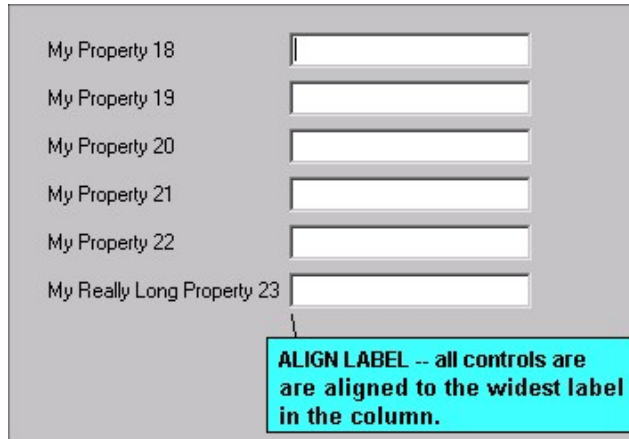 My Property 18
My Property 19
My Property 20
My Property 21
My Property 22
My Really Long Property 23
ALIGN LABEL -- all controls are
are aligned to the widest label
in the column.